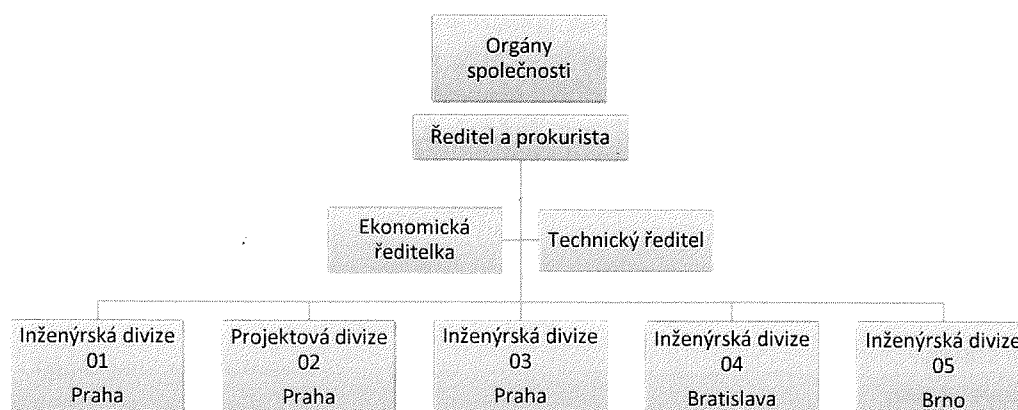 Orgány
společnosti
Ředitel a prokurista
Ekonomická
ředitelka
Technický ředitel
Inženýrská divize
01
Praha
Projektová divize
02
Praha
Inženýrská divize
03
Praha
Inženýrská divize
04
Bratislava
Inženýrská divize
05
Brno